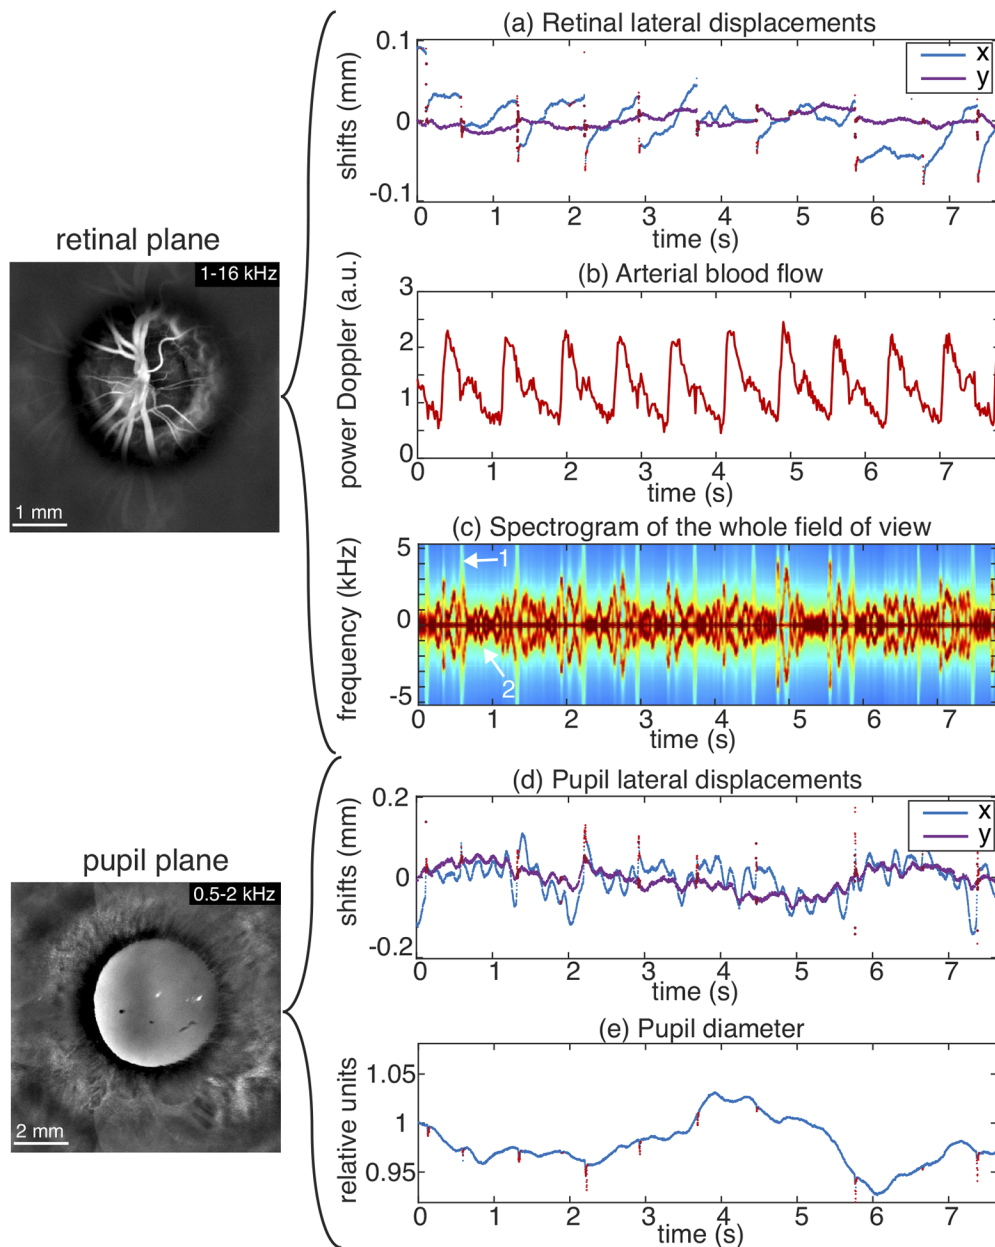 (a) Retinal lateral displacements
0.1
0
-0.1
shifts (mm)
x
y
0 1 2 3 4 5 6 7
time (s)
retinal plane
1-16 kHz
1 mm
(b) Arterial blood flow
3
2
1
0
power Doppler (a.u.)
0 1 2 3 4 5 6 7
time (s)
(c) Spectrogram of the whole field of view
5
0
-5
frequency (kHz)
1
2
0 1 2 3 4 5 6 7
time (s)
(d) Pupil lateral displacements
0.2
0
-0.2
shifts (mm)
x
y
0 1 2 3 4 5 6 7
time (s)
pupil plane
0.5-2 kHz
2 mm
(e) Pupil diameter
1.05
1
0.95
relative units
0 1 2 3 4 5 6 7
time (s)